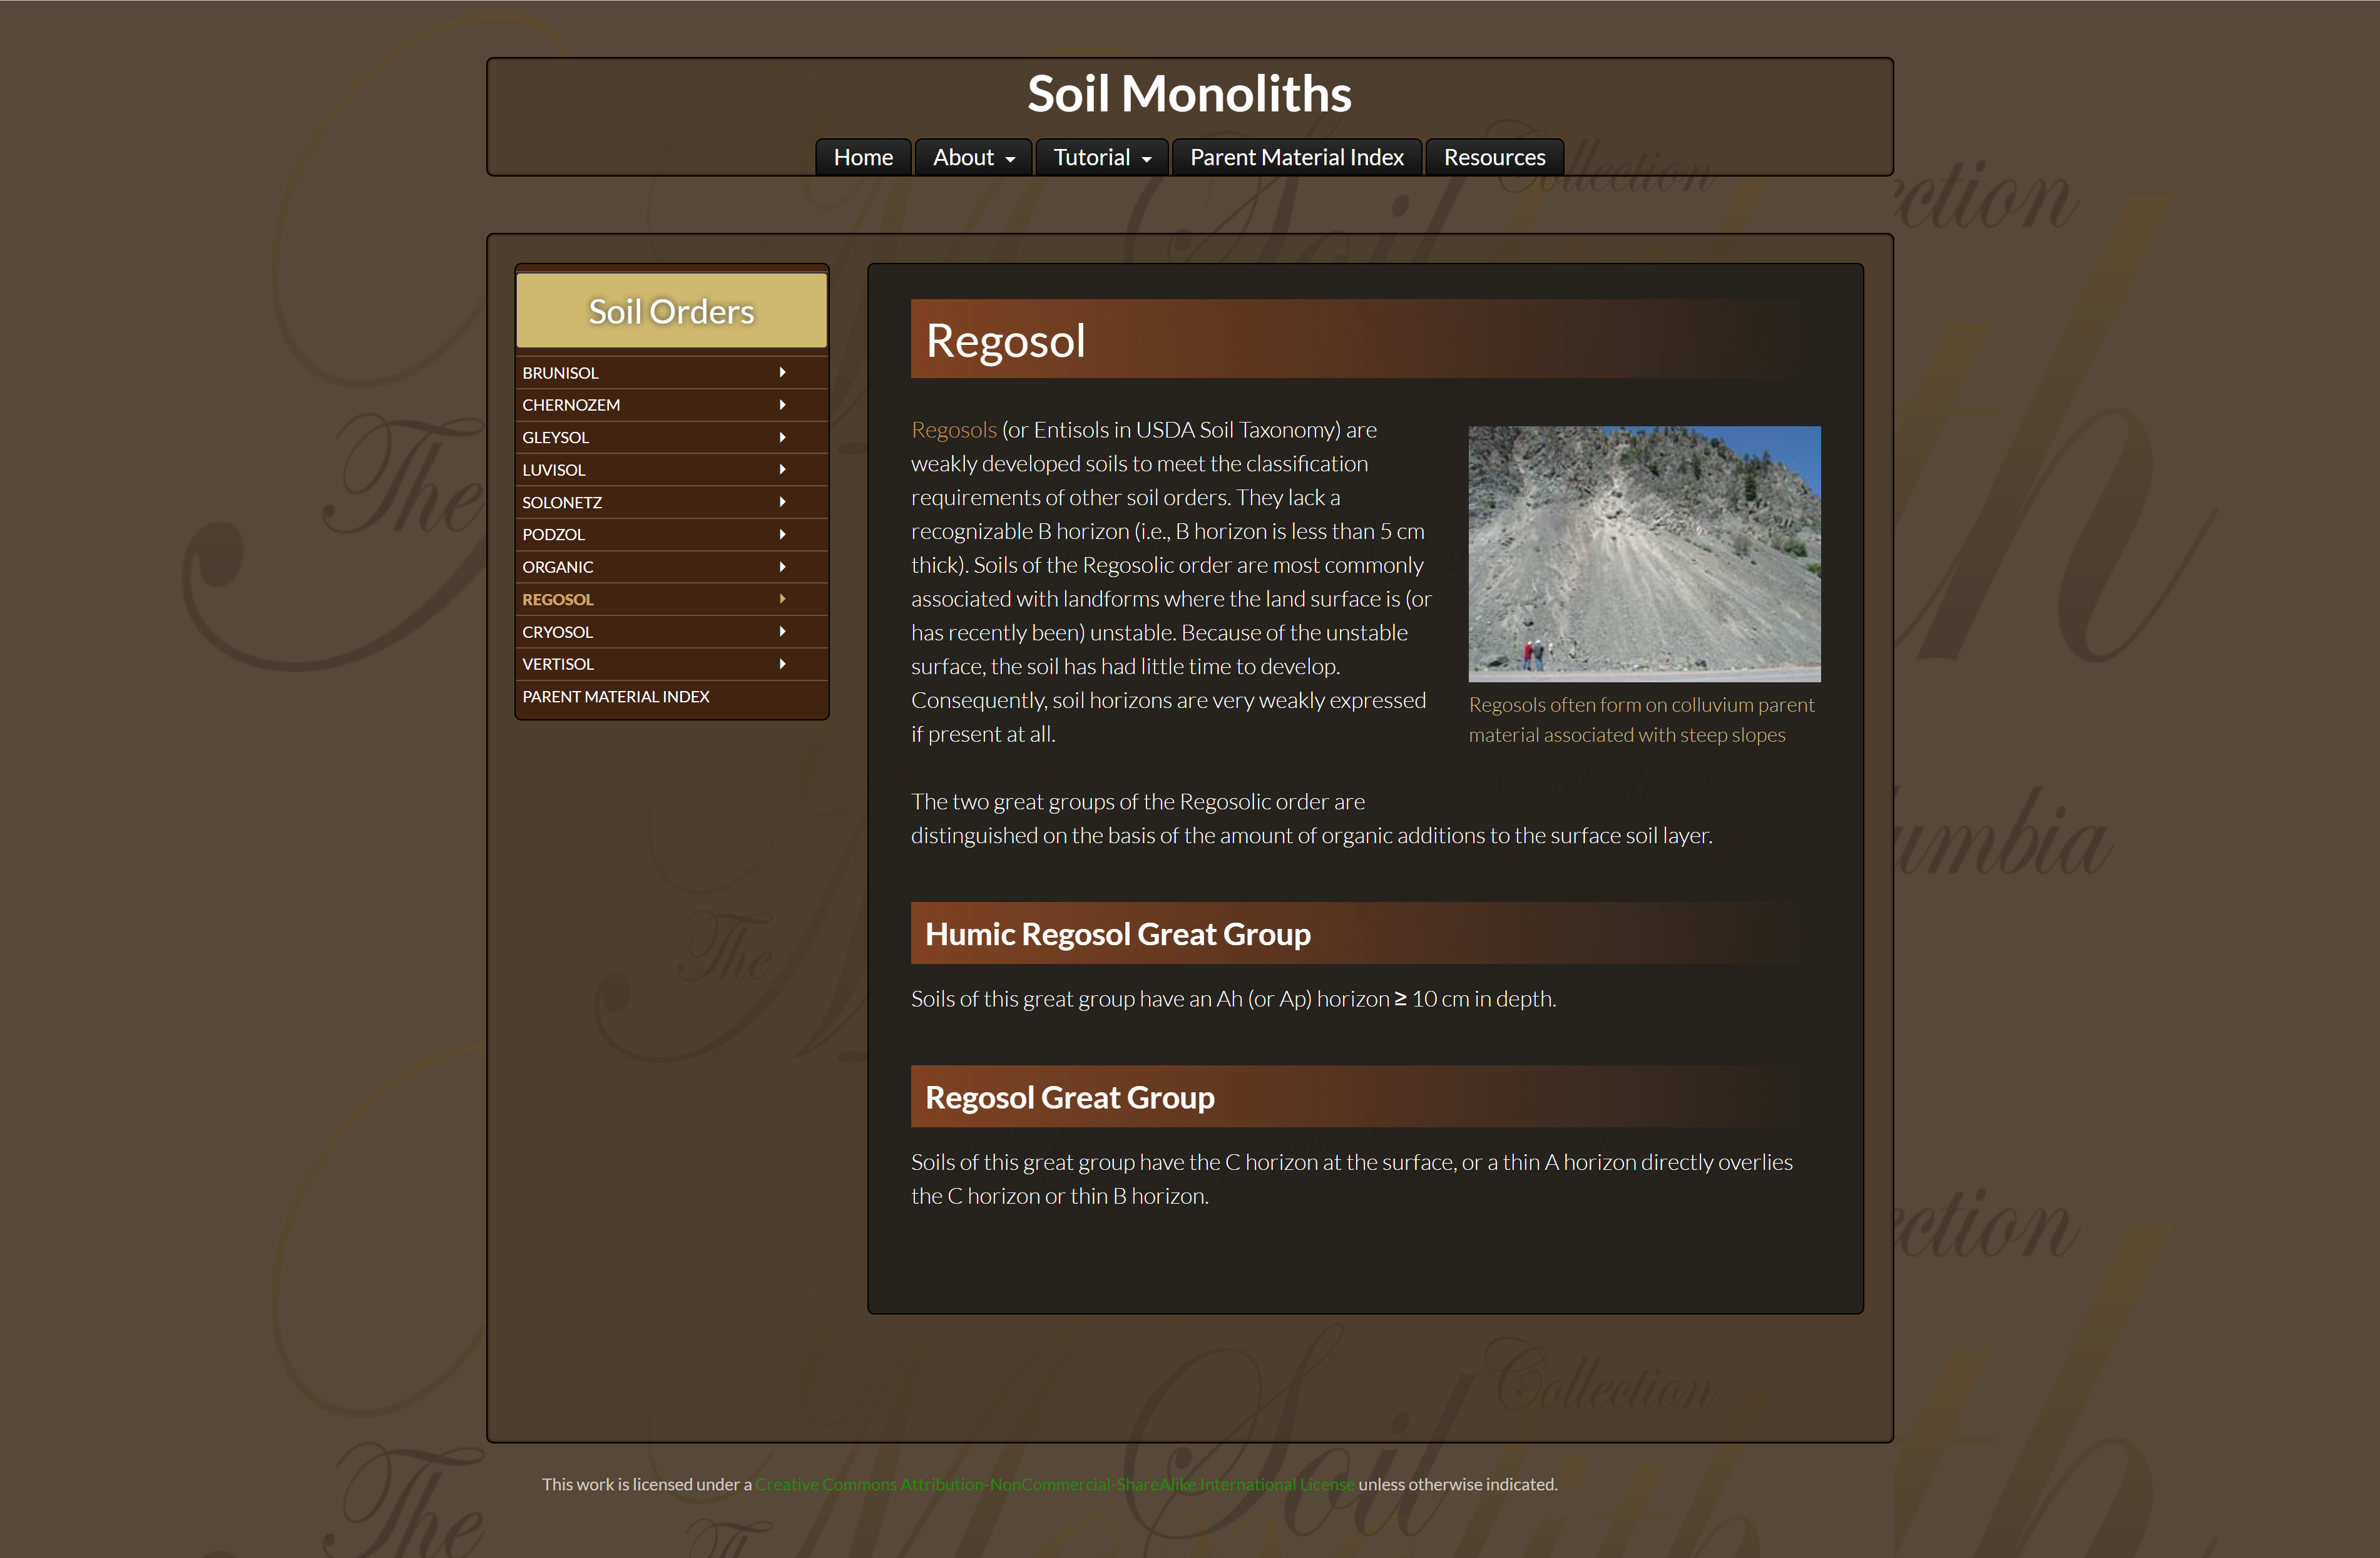 Soil Monoliths
Home
About
Tutorial
Parent Material Index
Resources
Soil Orders
BRUNISOL
CHERNOZEM
GLEYSOL
LUVISOL
SOLONETZ
PODZOL
ORGANIC
REGOSOL
CRYOSOL
VERTISOL
PARENT MATERIAL INDEX
Regosol
Regosols (or Entisols in USDA Soil Taxonomy) are
weakly developed soils to meet the classification
requirements of other soil orders. They lack a
recognizable B horizon (i.e., B horizon is less than 5 cm
thick). Soils of the Regosolic order are most commonly
associated with landforms where the land surface is (or
has recently been) unstable. Because of the unstable
surface, the soil has had little time to develop.
Consequently, soil horizons are very weakly expressed
if present at all.
Regosols often form on colluvium parent
material associated with steep slopes
The two great groups of the Regosolic order are
distinguished on the basis of the amount of organic additions to the surface soil layer.
Humic Regosol Great Group
Soils of this great group have an Ah (or Ap) horizon ≥ 10 cm in depth.
Regosol Great Group
Soils of this great group have the C horizon at the surface, or a thin A horizon directly overlies
the C horizon or thin B horizon.
This work is licensed under a Creative Commons Attribution-NonCommercial-ShareAlike International License unless otherwise indicated.
The
Soil
Collection